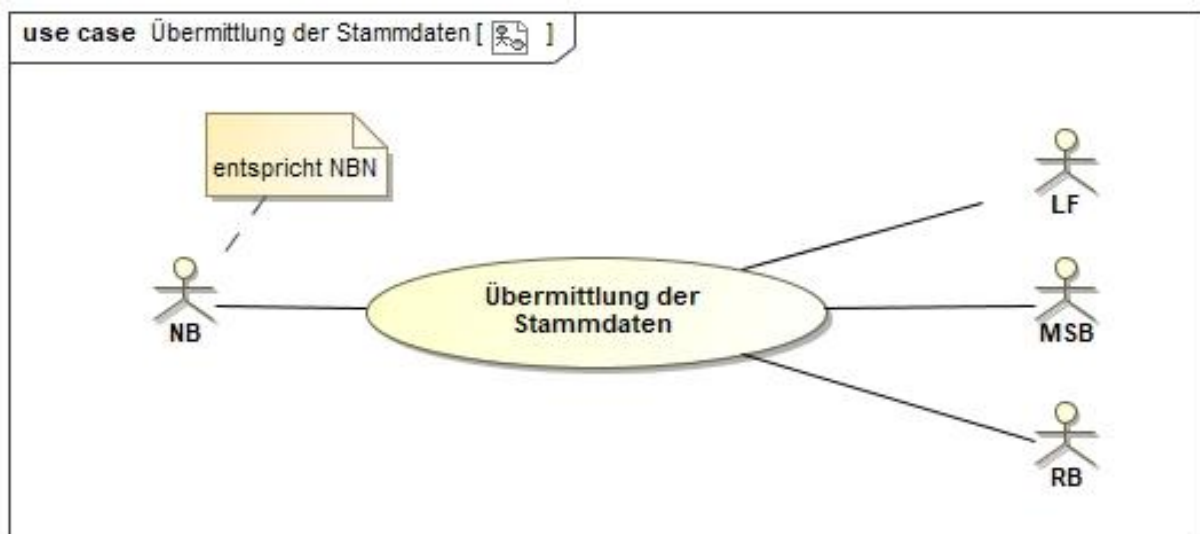 use case Übermittlung der Stammdaten [ ]
entspricht NBN
LF
NB
Übermittlung der
Stammdaten
MSB
RB